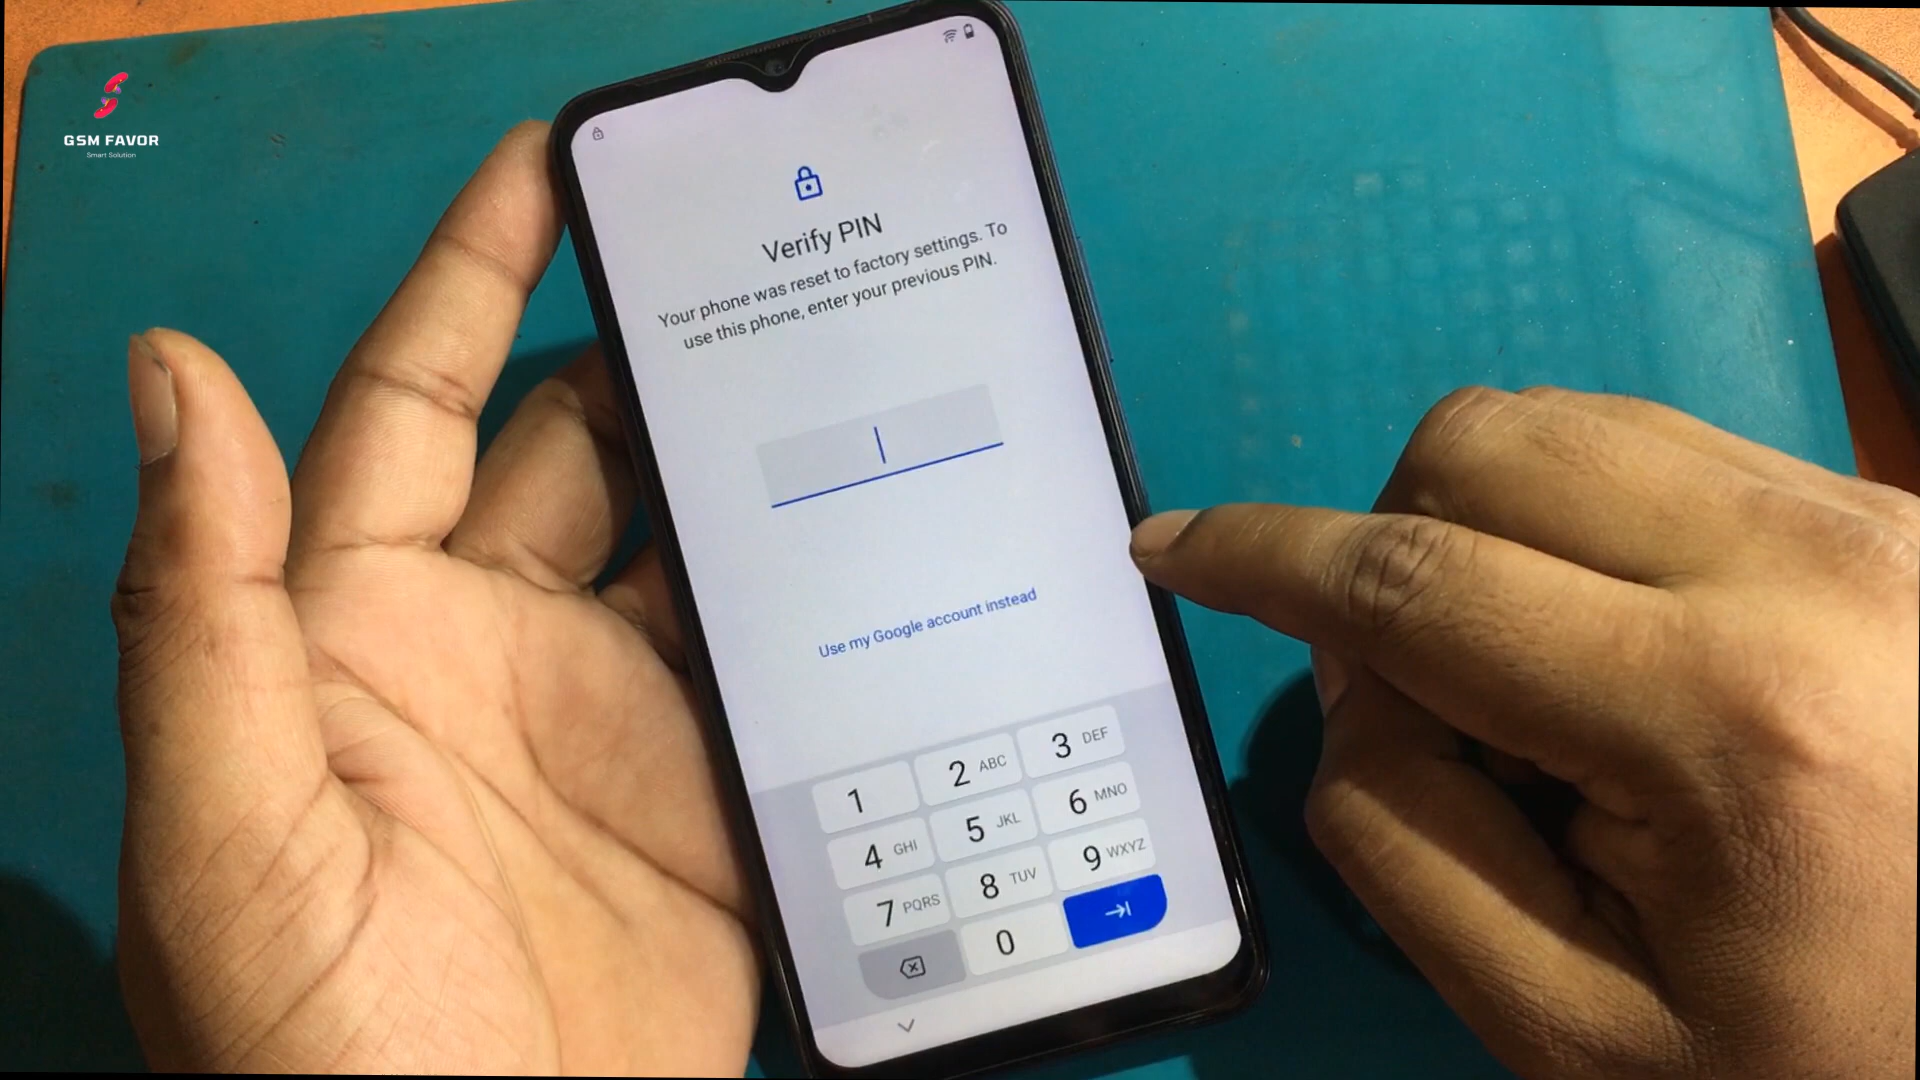 GSM FAVOR
Smart Solution
Verify PIN
Your phone was reset to factory settings. To
use this phone, enter your previous PIN.
Use my Google account instead
1
2 ABC
3 DEF
4 GHI
5 JKL
6 MNO
7 PQRS
8 TUV
9 WXYZ
0